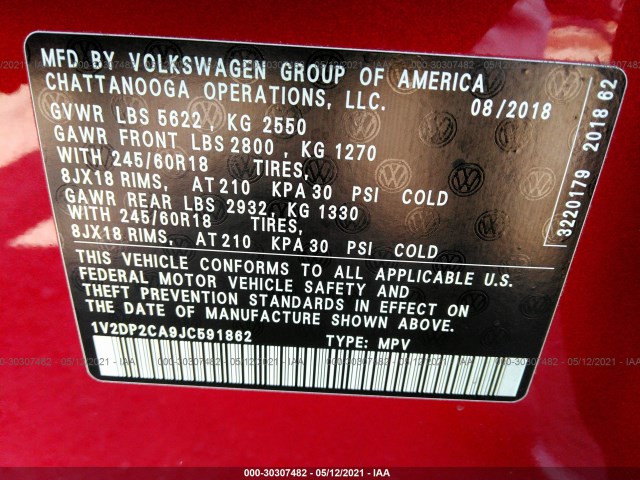 MFD BY VOLKSWAGEN GROUP OF AMERICA
CHATTANOOGA OPERATIONS, LLC.
08/2018
GVWR LBS 5622 , KG 2550
GAWR FRONT LBS 2800 , KG 1270
WITH 245/60R18 TIRES,
8JX18 RIMS, AT 210 KPA 30 PSI COLD
GAWR REAR LBS 2932, KG 1330
WITH 245/60R18 TIRES,
8JX18 RIMS, AT 210 KPA 30 PSI COLD
THIS VEHICLE CONFORMS TO ALL APPLICABLE U.S.
FEDERAL MOTOR VEHICLE SAFETY AND
THEFT PREVENTION STANDARDS IN EFFECT ON
THE DATE OF MANUFACTURE SHOWN ABOVE.
1V2DP2CA9JC591862 TYPE: MPV
3220179 2018 62
000-30307482 - 05/12/2021 - IAA